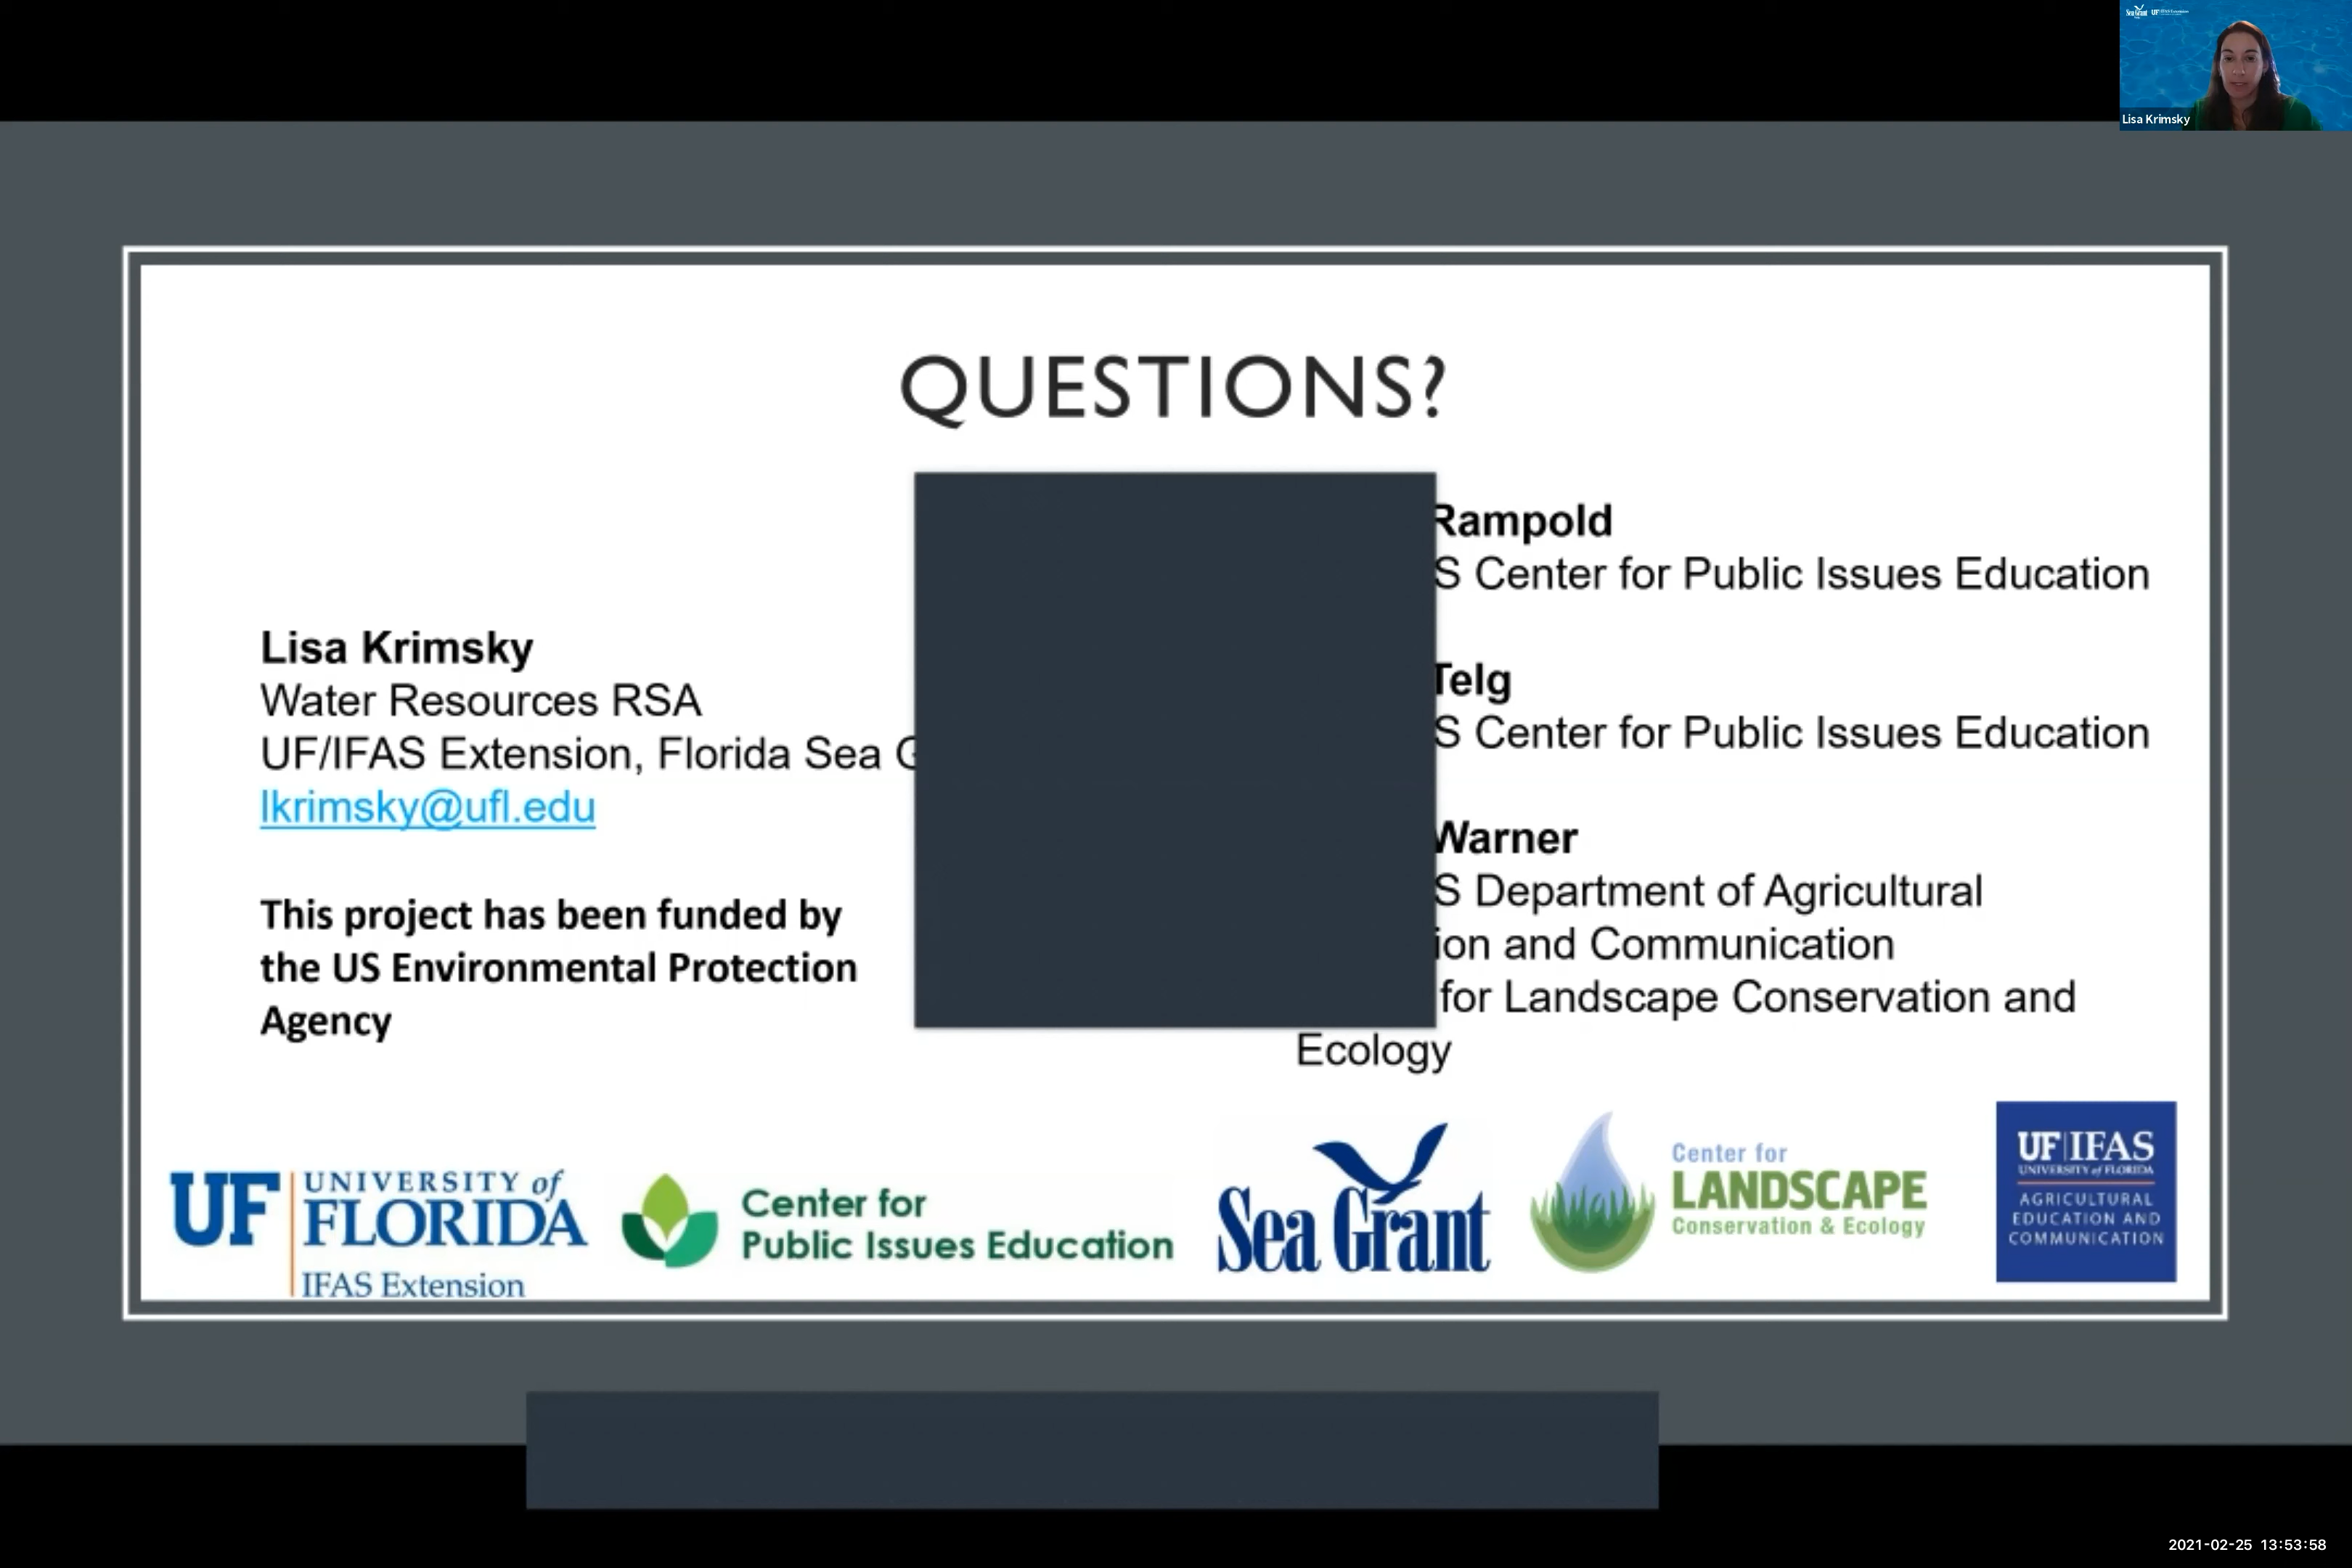 Sea Grant UF
Lisa Krimsky
QUESTIONS?
Lisa Krimsky
Water Resources RSA
UF/IFAS Extension, Florida Sea
lkrimsky@ufl.edu
This project has been funded by
the US Environmental Protection
Agency
Rampold
S Center for Public Issues Education
Telg
S Center for Public Issues Education
Warner
S Department of Agricultural
ion and Communication
for Landscape Conservation and
Ecology
UF UNIVERSITY of
FLORIDA
IFAS Extension
Center for
Public Issues Education
Sea Grant
Center for
LANDSCAPE
Conservation & Ecology
UF|IFAS
UNIVERSITY of FLORIDA
AGRICULTURAL
EDUCATION AND
COMMUNICATION
2021-02-25 13:53:58